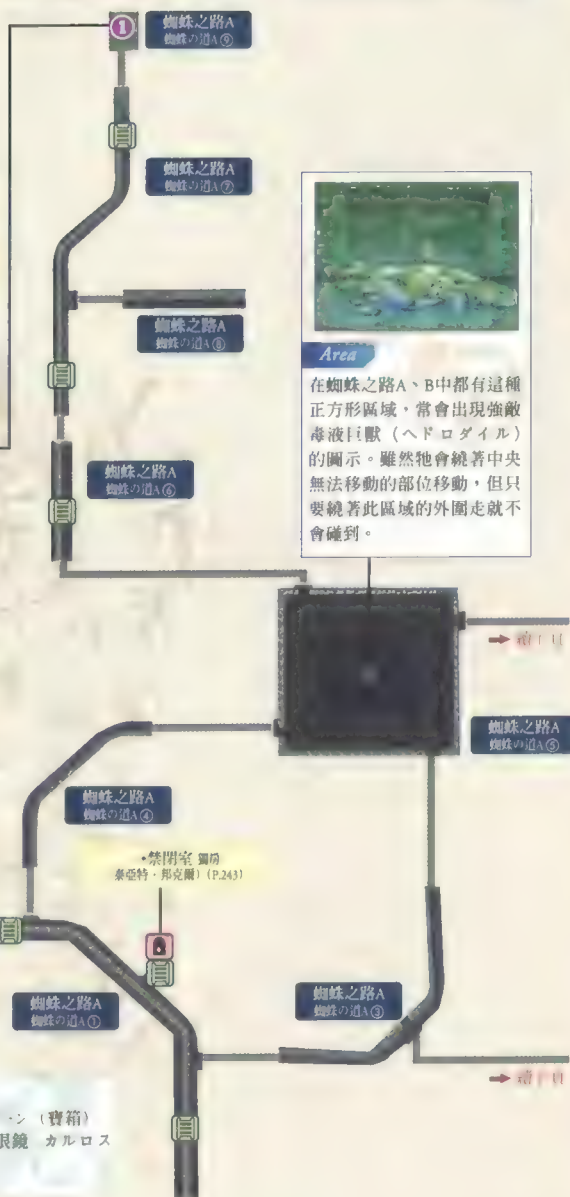 ①
蜘蛛之路A
蜘蛛の道A⑨
蜘蛛之路A
蜘蛛の道A⑦
蜘蛛之路A
蜘蛛の道A⑧
蜘蛛之路A
蜘蛛の道A⑥
Area
在蜘蛛之路A、B中都有這種
正方形區域，常會出現強敵
毒液巨獸（ヘドロダイル）
的圖示。雖然牠會繞著中央
無法移動的部位移動，但只
要繞著此區域的外圍走就不
會碰到。
蜘蛛之路A
蜘蛛の道A⑤
蜘蛛之路A
蜘蛛の道A④
•禁閉室 獨房
泰亞特・邦克爾）(P.243)
蜘蛛之路A
蜘蛛の道A①
蜘蛛之路A
蜘蛛の道A③
ーン（寶箱）
眼鏡 カルロス